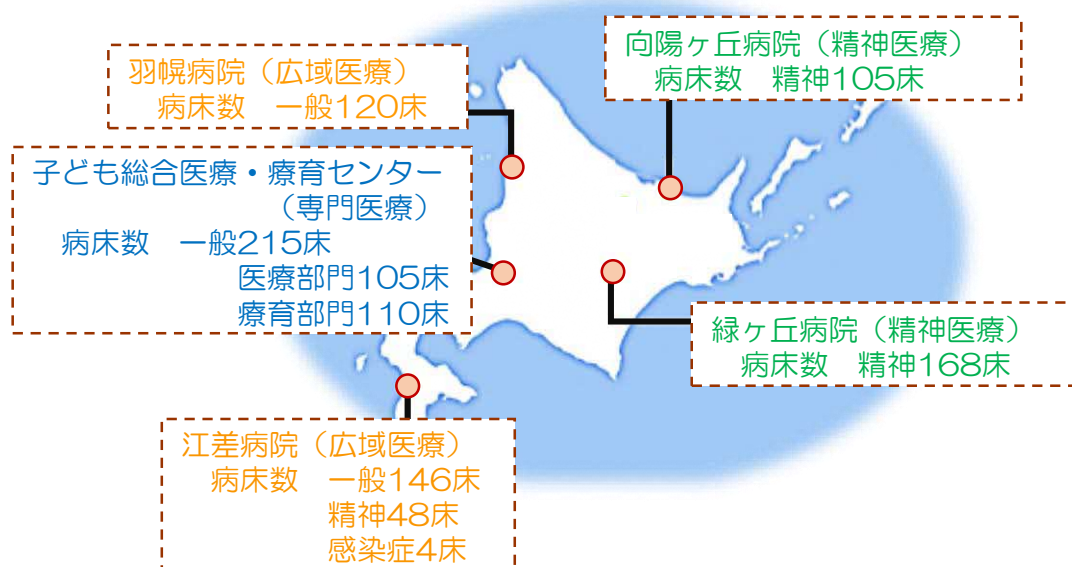 羽幌病院（広域医療）
病床数　一般120床
向陽ヶ丘病院（精神医療）
病床数　精神105床
子ども総合医療・療育センター
（専門医療）
病床数　一般215床
医療部門105床
療育部門110床
緑ヶ丘病院（精神医療）
病床数　精神168床
江差病院（広域医療）
病床数　一般146床
精神48床
感染症4床